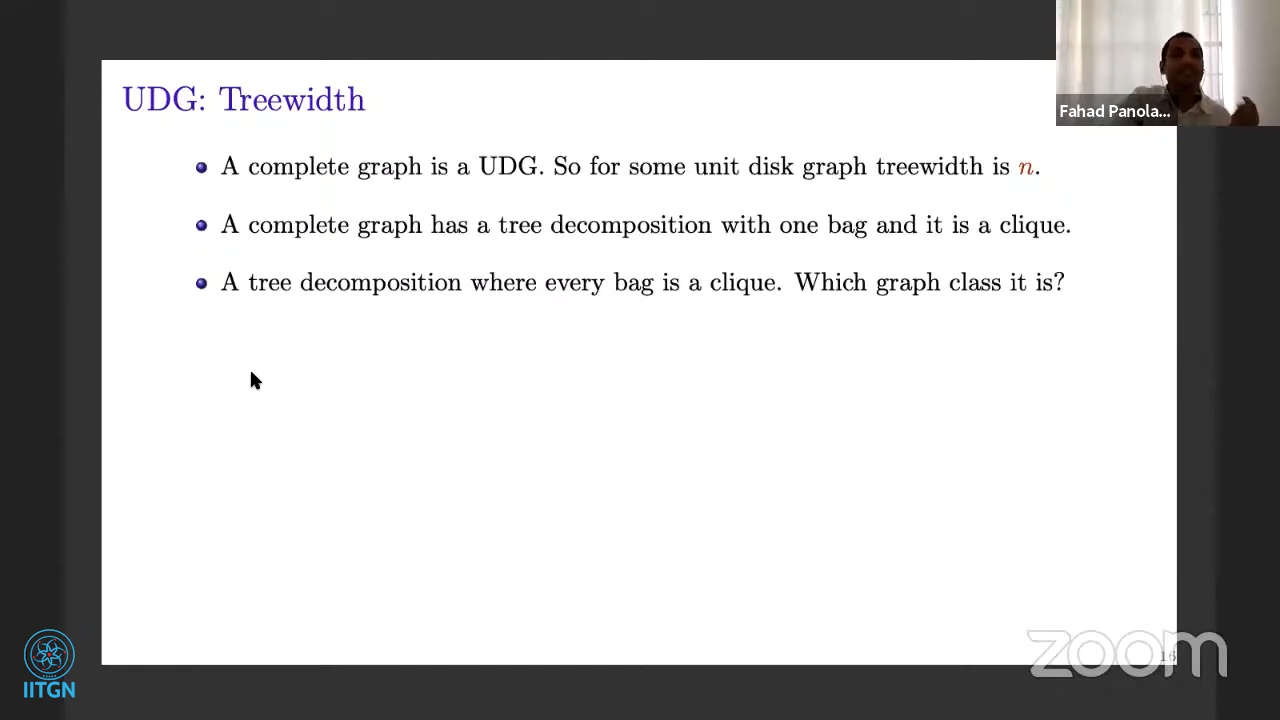 UDG: Treewidth
Fahad Panola...
A complete graph is a UDG. So for some unit disk graph treewidth is n.
A complete graph has a tree decomposition with one bag and it is a clique.
A tree decomposition where every bag is a clique. Which graph class it is?
IITGN
zoom
16